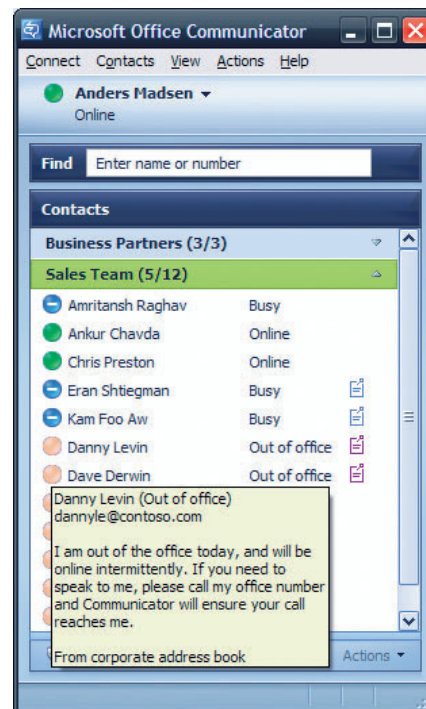 Microsoft Office Communicator
Connect Contacts View Actions Help
Anders Madsen
Online
Find Enter name or number
Contacts
Business Partners (3/3)
Sales Team (5/12)
Amritansh Raghav Busy
Ankur Chavda Online
Chris Preston Online
Eran Shtiegman Busy
Kam Foo Aw Busy
Danny Levin Out of office
Dave Derwin Out of office
Danny Levin (Out of office)
dannyle@contoso.com
I am out of the office today, and will be
online intermittently. If you need to
speak to me, please call my office number
and Communicator will ensure your call
reaches me.
From corporate address book
Actions